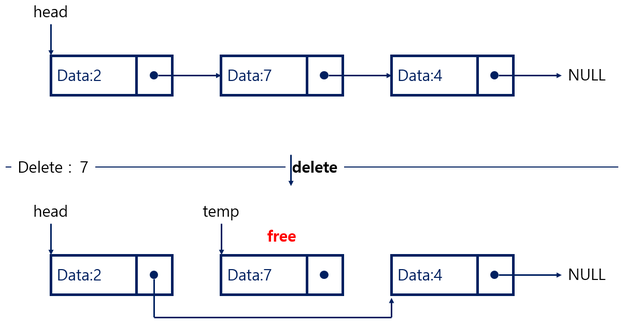 head
Data:2
Data:7
Data:4
NULL
Delete : 7
delete
head
temp
free
Data:2
Data:7
Data:4
NULL